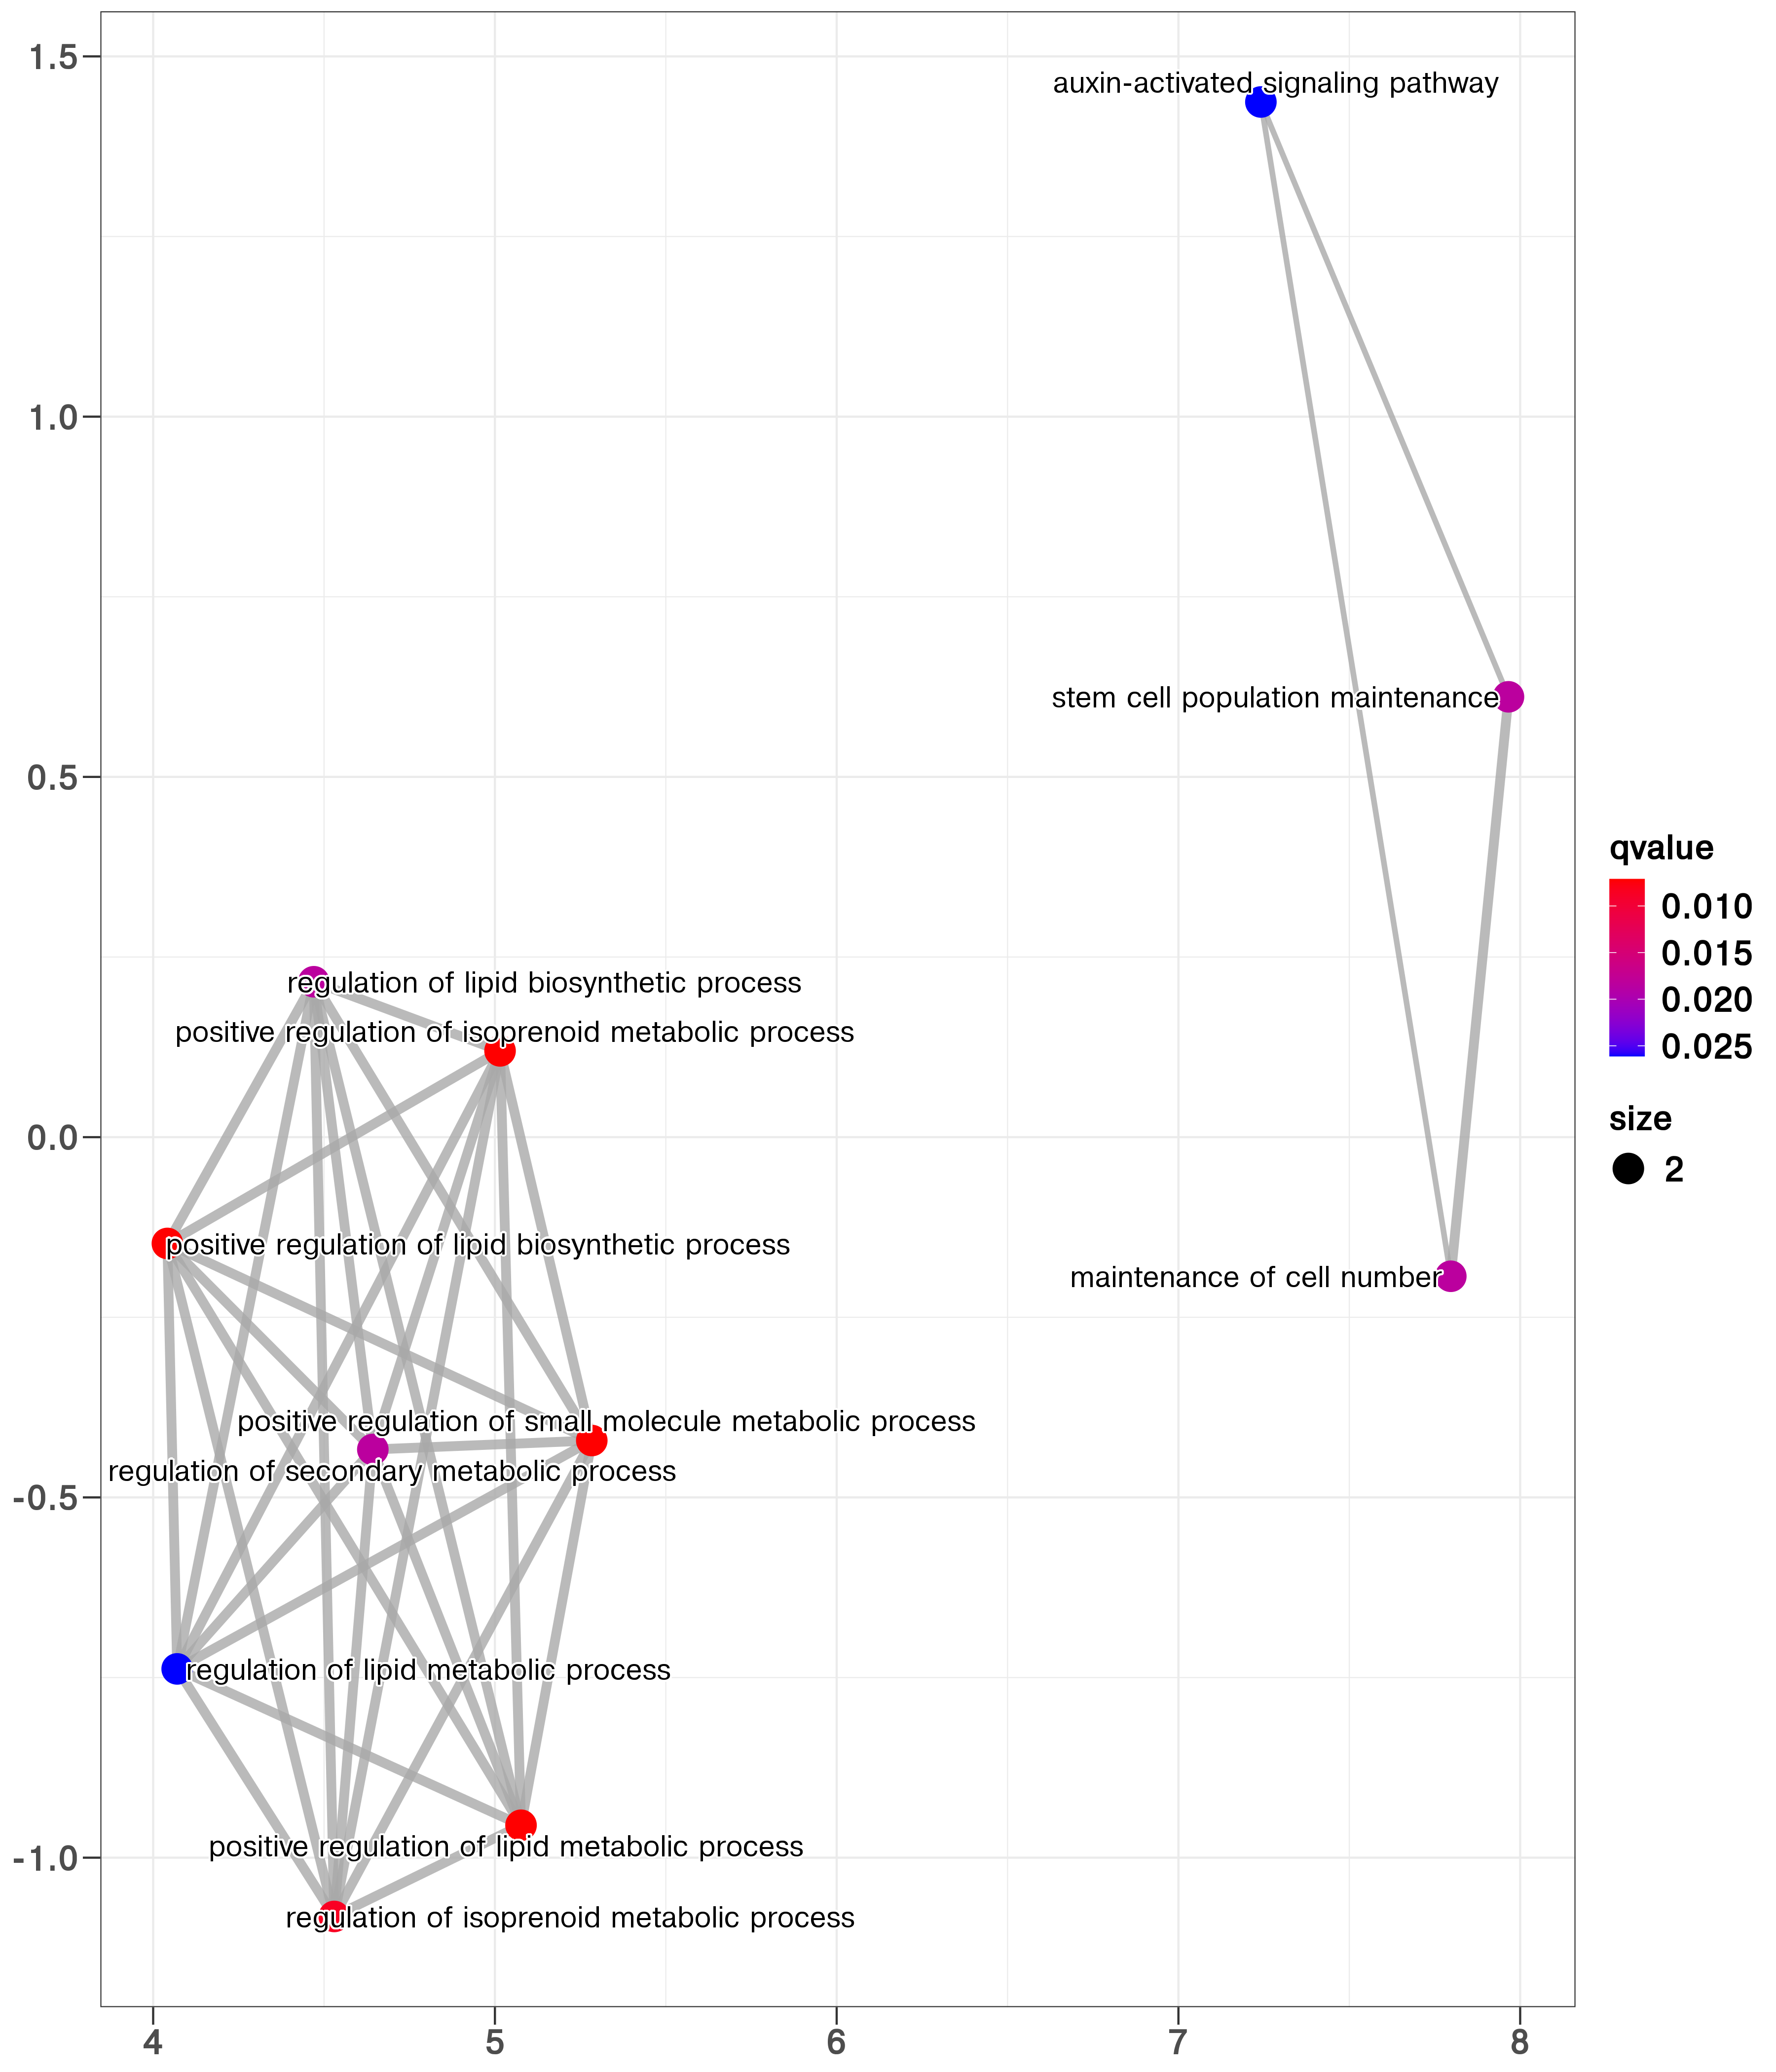 1.5
auxin-activated signaling pathway
1.0
stem cell population maintenance
0.5
qvalue
0.010
0.015
regulation of lipid biosynthetic process
0.020
positive regulation of isoprenoid metabolic process
0.025
size
0.0
2
positive regulation of lipid biosynthetic process
maintenance of cell number
positive regulation of small molecule metabolic process
regulation of secondary metabolic process
-0.5
regulation of lipid metabolic process
positive regulation of lipid metabolic process
-1.0
regulation of isoprenoid metabolic process
4 5 6 7 8